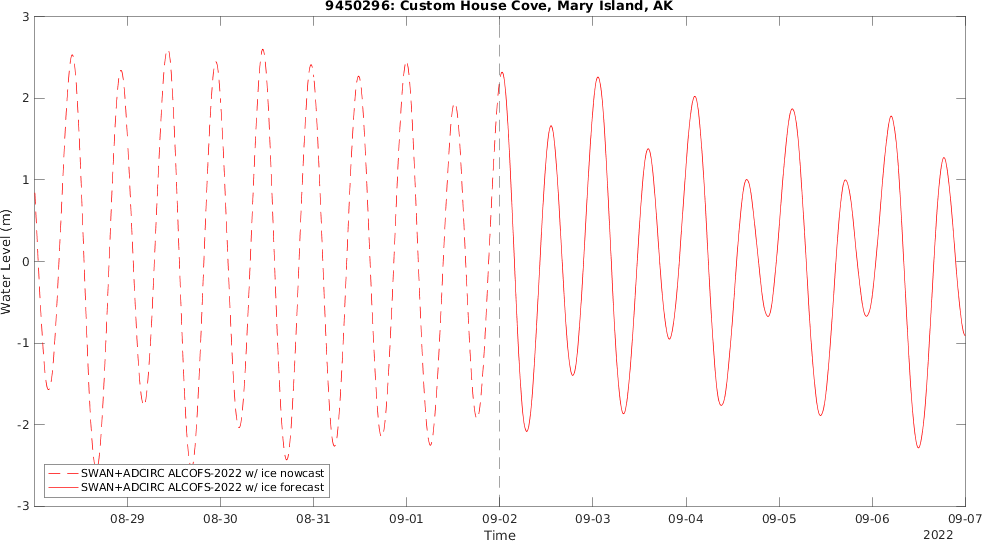 9450296: Custom House Cove, Mary Island, AK
3
2
1
0
-1
-2
-3
Water Level (m)
SWAN+ADCIRC ALCOFS-2022 w/ ice nowcast
SWAN+ADCIRC ALCOFS-2022 w/ ice forecast
08-29 08-30 08-31 09-01 09-02 09-03 09-04 09-05 09-06 09-07
Time
2022